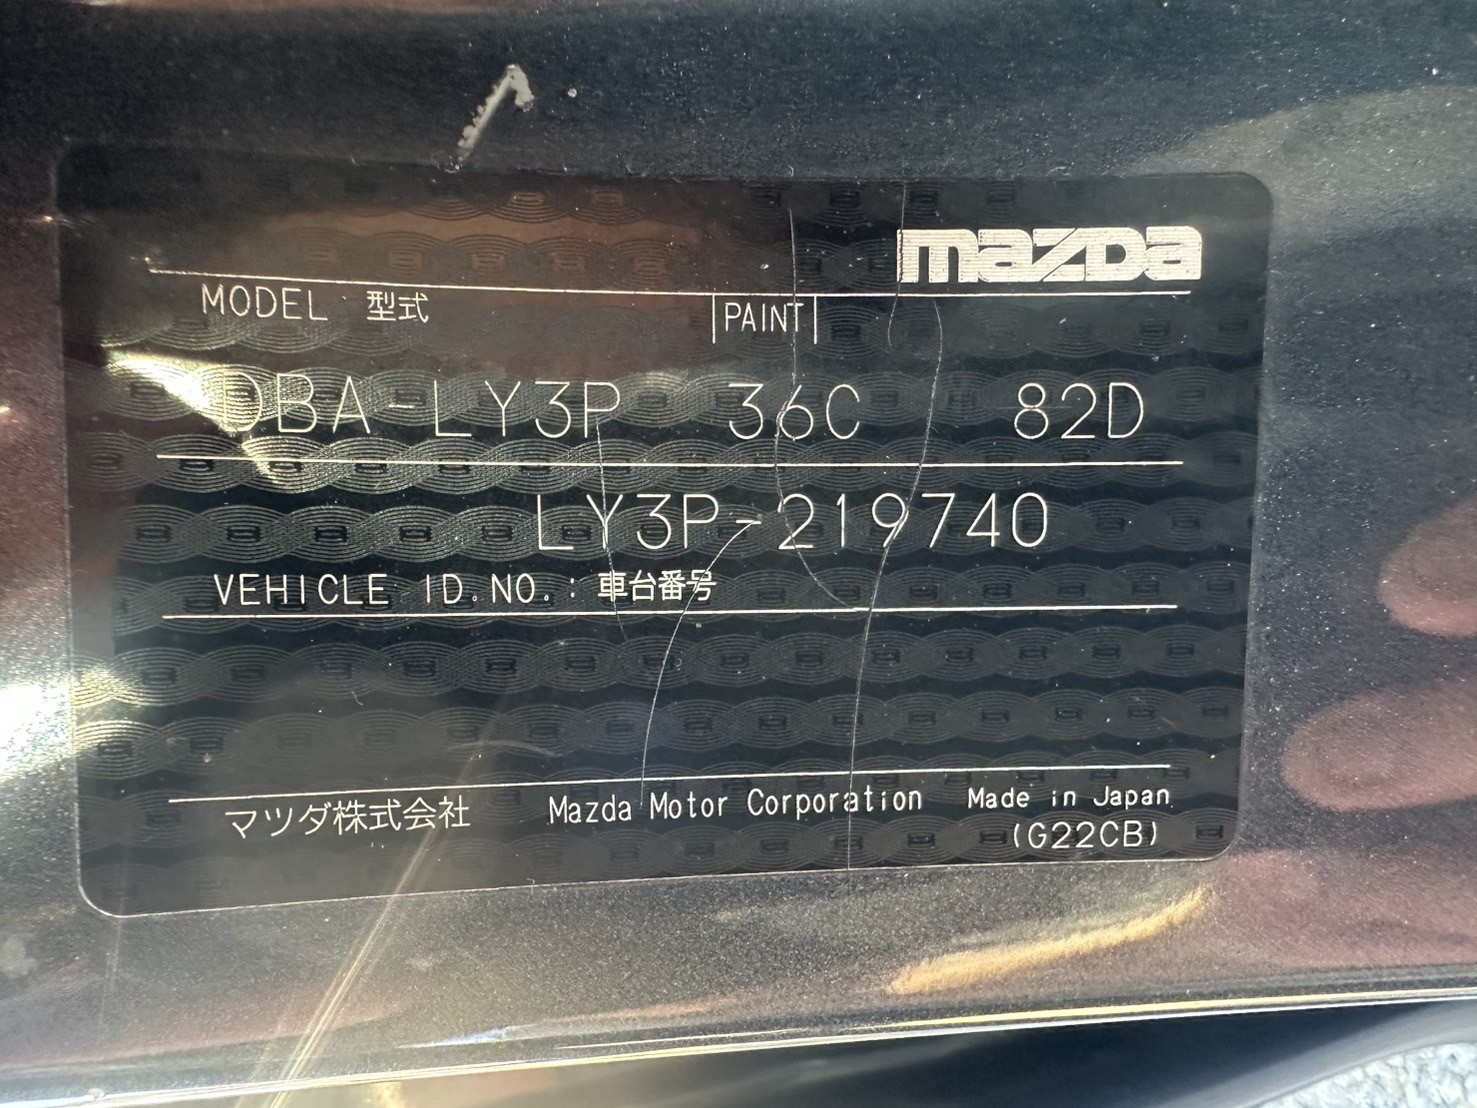 mazda
MODEL 型式 PAINT
DBA-LY3P 36C 82D
LY3P-219740
VEHICLE ID.NO.: 車台番号
マツダ株式会社 Mazda Motor Corporation Made in Japan
(G22CB)